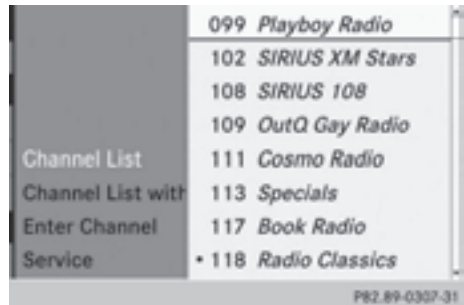 099 Playboy Radio
102 SIRIUS XM Stars
108 SIRIUS 108
109 OutQ Gay Radio
Channel List 111 Cosmo Radio
Channel List with 113 Specials
Enter Channel 117 Book Radio
Service • 118 Radio Classics
P82.89-0307-31